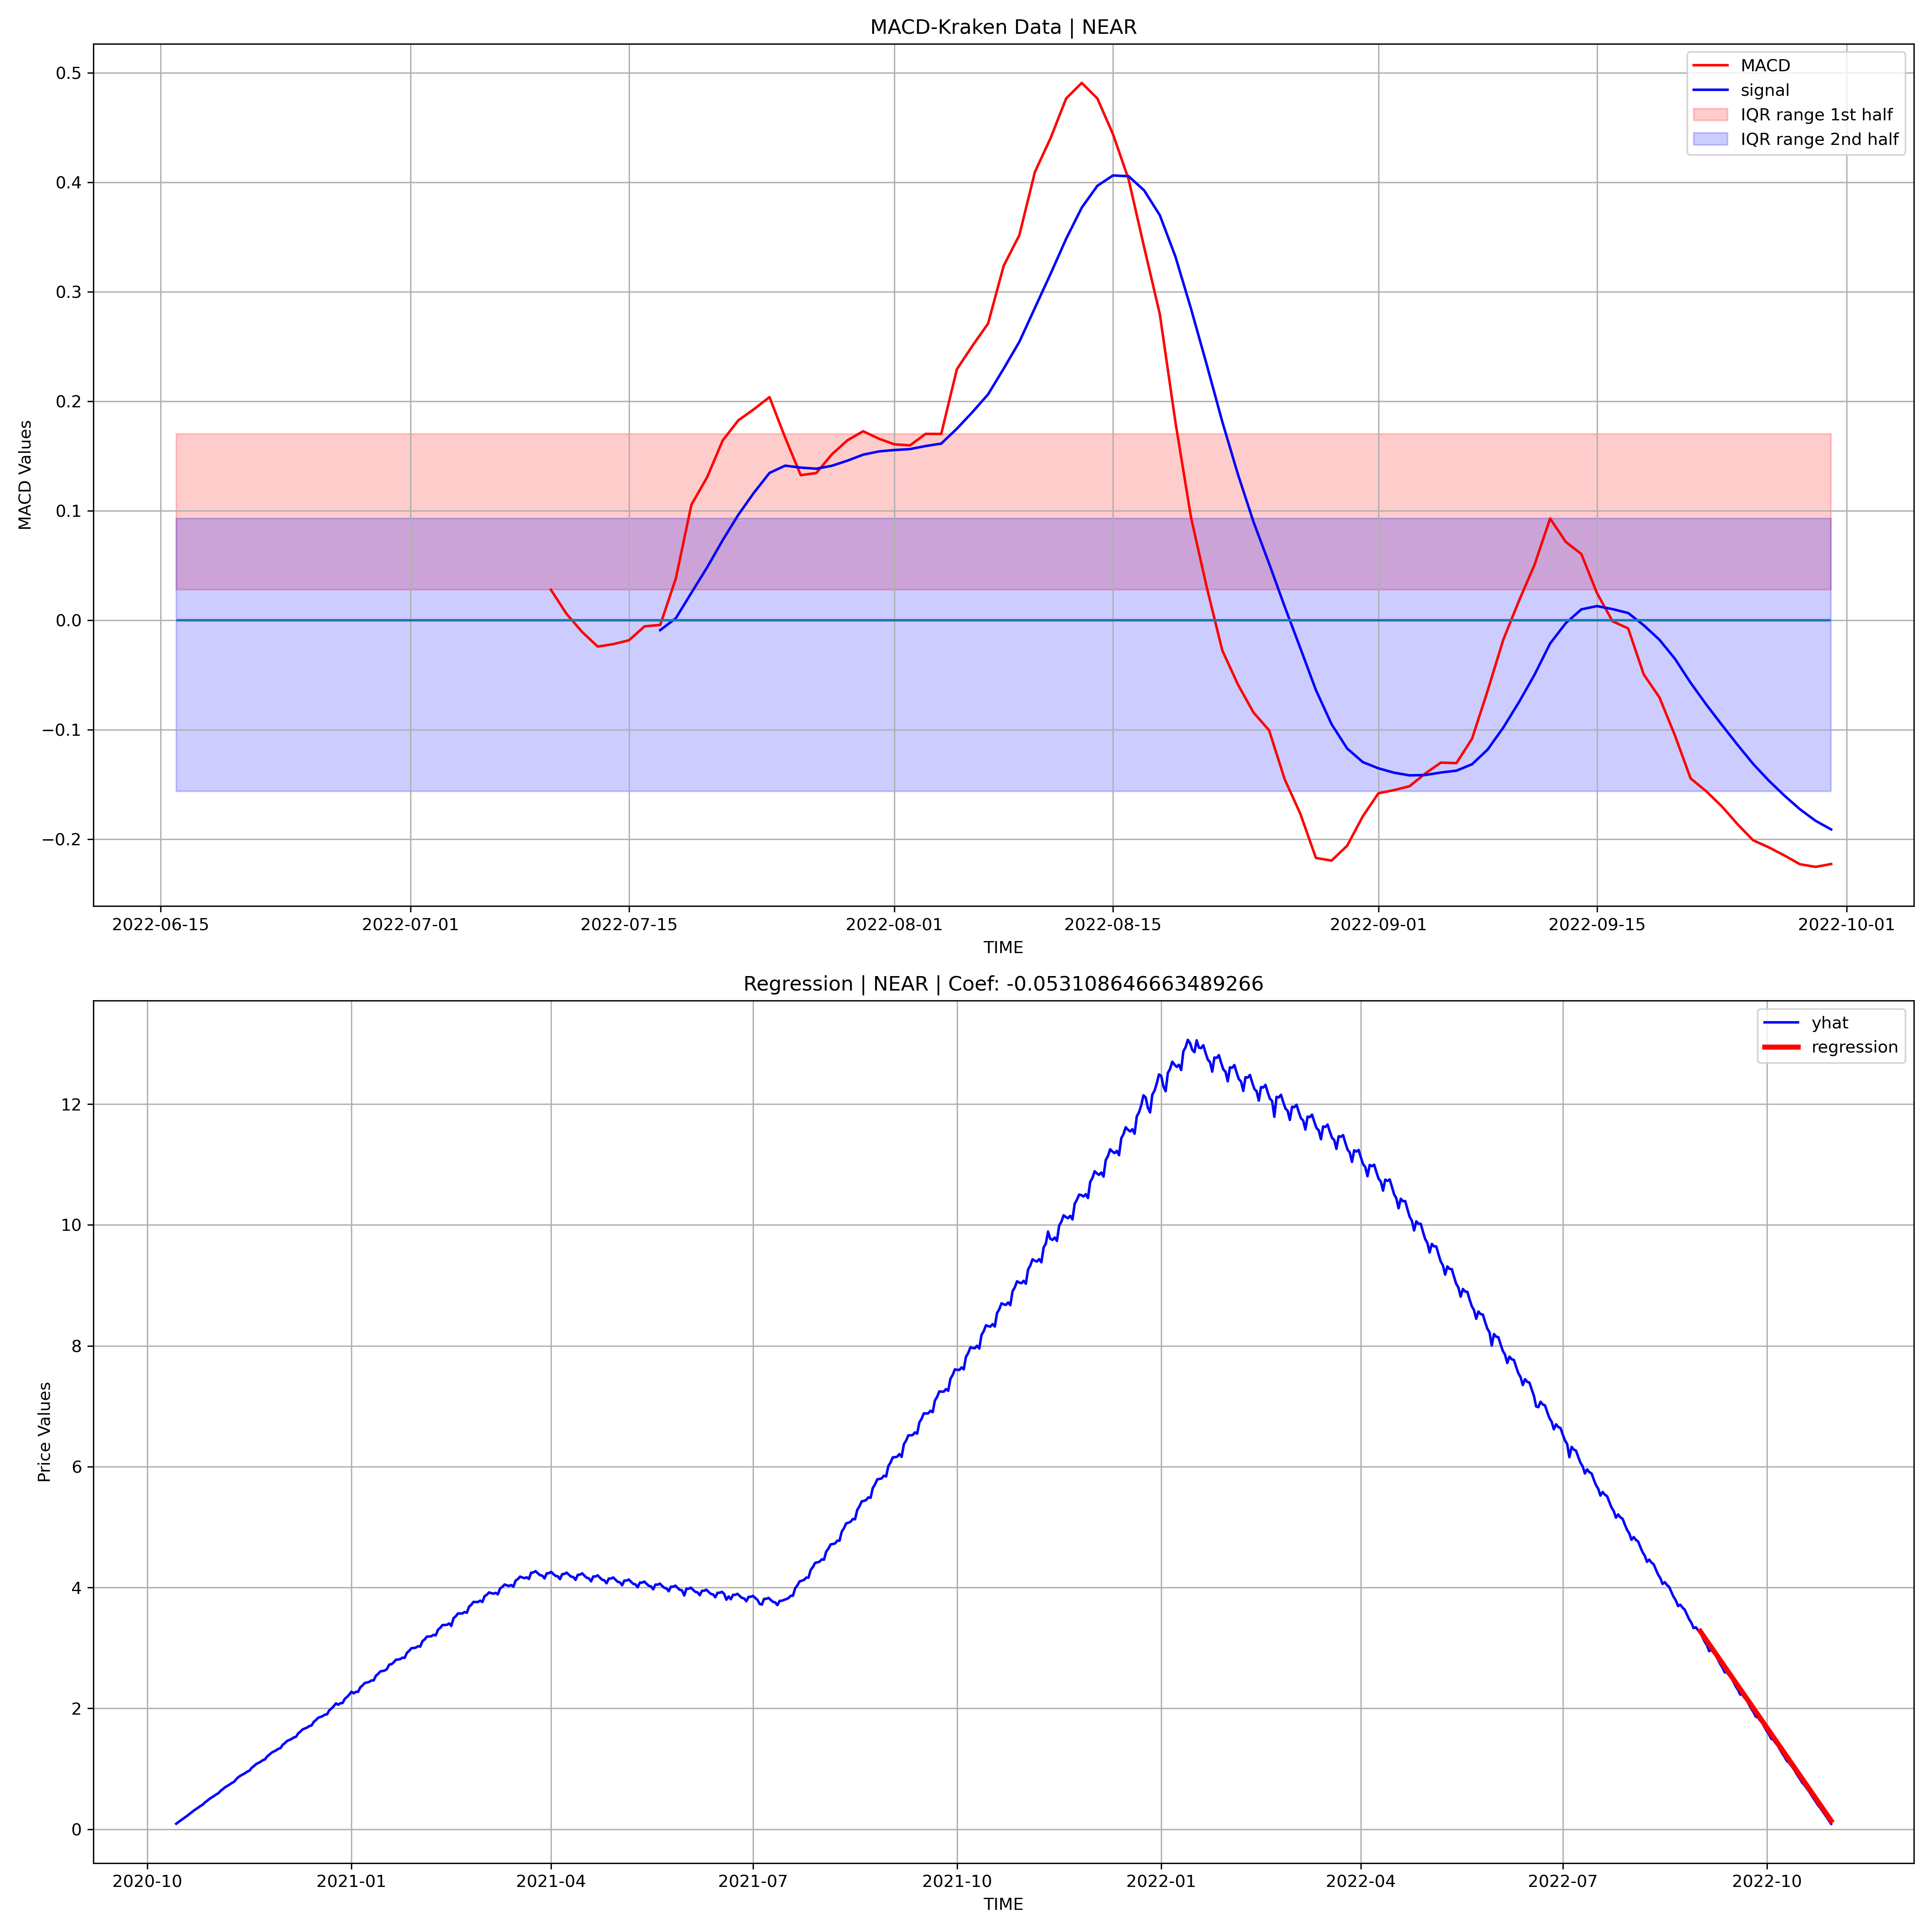 MACD-Kraken Data | NEAR
MACD Values
0.5
0.4
0.3
0.2
0.1
0.0
−0.1
−0.2
MACD
signal
IQR range 1st half
IQR range 2nd half
2022-06-15
2022-07-01
2022-07-15
2022-08-01
2022-08-15
2022-09-01
2022-09-15
2022-10-01
TIME
Regression | NEAR | Coef: -0.053108646663489266
Price Values
12
10
8
6
4
2
0
yhat
regression
2020-10
2021-01
2021-04
2021-07
2021-10
2022-01
2022-04
2022-07
2022-10
TIME